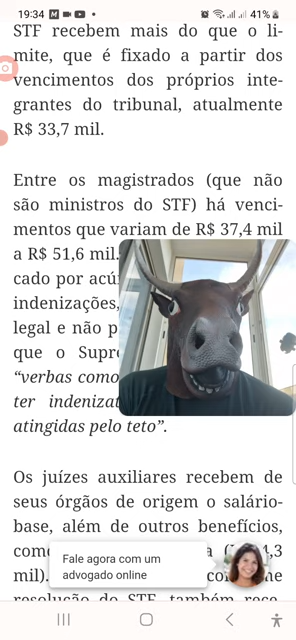 19:34
41%
STF recebem mais do que o li-
mite, que é fixado a partir dos
vencimentos dos próprios inte-
grantes do tribunal, atualmente
R$ 33,7 mil.
Entre os magistrados (que não
são ministros do STF) há venci-
mentos que variam de R$ 37,4 mil
a R$ 51,6 mil.
cado por
indenizações,
legal e não p
que o Supr
“verbas como
ter indenizat
atingidas pelo teto”.
Os juízes auxiliares recebem de
seus órgãos de origem o salário-
base, além de outros benefícios,
Fale agora com um
advogado online
mil).
resolução do STF, também rece-